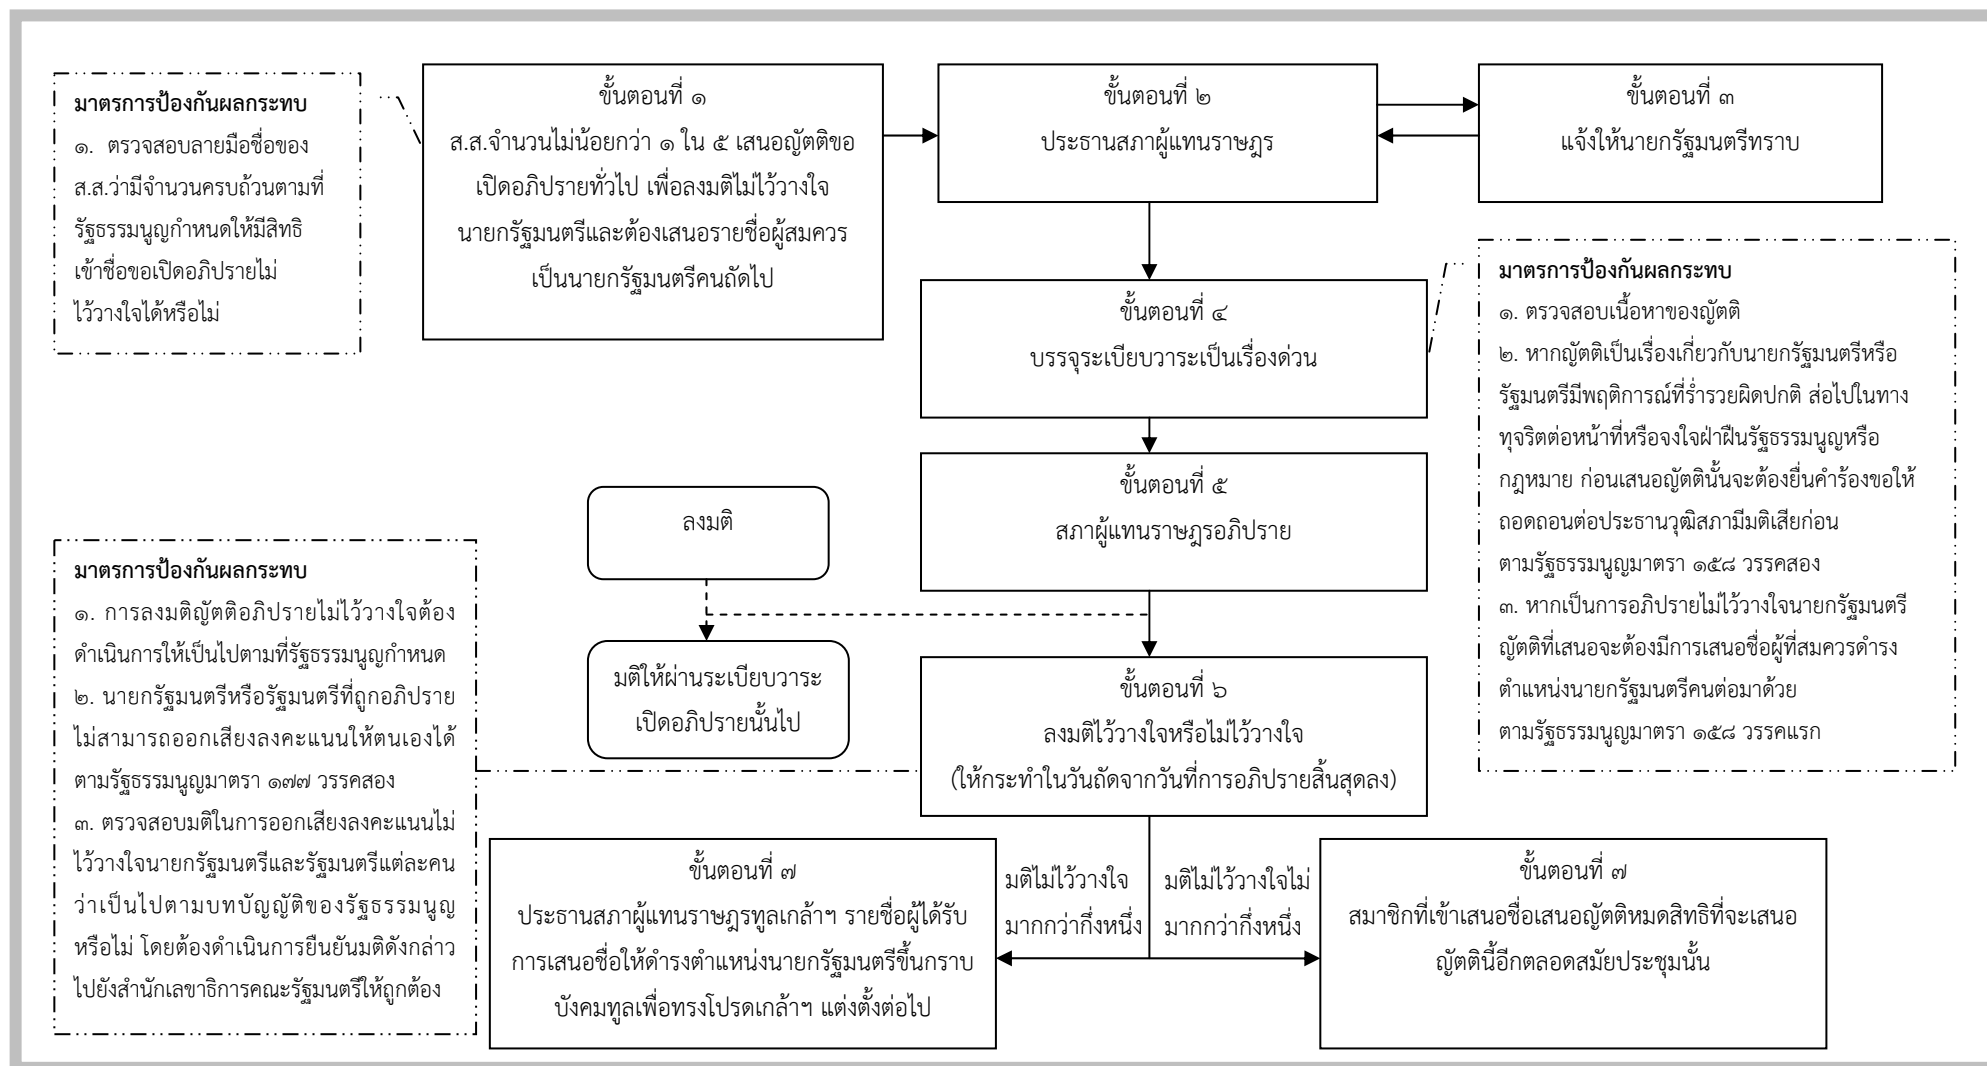 มาตรการป้องกันผลกระทบ
๑. ตรวจสอบลายมือชื่อของ
ส.ส.ว่ามีจำนวนครบถ้วนตามที่
รัฐธรรมนูญกำหนดให้มีสิทธิ
เข้าชื่อขอเปิดอภิปรายไม่
ไว้วางใจได้หรือไม่
ขั้นตอนที่ ๑
ส.ส.จำนวนไม่น้อยกว่า ๑ ใน ๕ เสนอญัตติขอ
เปิดอภิปรายทั่วไป เพื่อลงมติไม่ไว้วางใจ
นายกรัฐมนตรีและต้องเสนอรายชื่อผู้สมควร
เป็นนายกรัฐมนตรีคนถัดไป
ขั้นตอนที่ ๒
ประธานสภาผู้แทนราษฎร
ขั้นตอนที่ ๓
แจ้งให้นายกรัฐมนตรีทราบ
ขั้นตอนที่ ๔
บรรจุระเบียบวาระเป็นเรื่องด่วน
มาตรการป้องกันผลกระทบ
๑. ตรวจสอบเนื้อหาของญัตติ
๒. หากญัตติเป็นเรื่องเกี่ยวกับนายกรัฐมนตรีหรือ
รัฐมนตรีมีพฤติการณ์ที่ร่ำรวยผิดปกติ ส่อไปในทาง
ทุจริตต่อหน้าที่หรือจงใจฝ่าฝืนรัฐธรรมนูญหรือ
กฎหมาย ก่อนเสนอญัตตินั้นจะต้องยื่นคำร้องขอให้
ถอดถอนต่อประธานวุฒิสภามีมติเสียก่อน
ตามรัฐธรรมนูญมาตรา ๑๕๘ วรรคสอง
๓. หากเป็นการอภิปรายไม่ไว้วางใจนายกรัฐมนตรี
ญัตติที่เสนอจะต้องมีการเสนอชื่อผู้ที่สมควรดำรง
ตำแหน่งนายกรัฐมนตรีคนต่อมาด้วย
ตามรัฐธรรมนูญมาตรา ๑๕๘ วรรคแรก
ขั้นตอนที่ ๕
สภาผู้แทนราษฎรอภิปราย
ลงมติ
มติให้ผ่านระเบียบวาระ
เปิดอภิปรายนั้นไป
มาตรการป้องกันผลกระทบ
๑. การลงมติญัตติอภิปรายไม่ไว้วางใจต้อง
ดำเนินการให้เป็นไปตามที่รัฐธรรมนูญกำหนด
๒. นายกรัฐมนตรีหรือรัฐมนตรีที่ถูกอภิปราย
ไม่สามารถออกเสียงลงคะแนนให้ตนเองได้
ตามรัฐธรรมนูญมาตรา ๑๗๗ วรรคสอง
๓. ตรวจสอบมติในการออกเสียงลงคะแนนไม่
ไว้วางใจนายกรัฐมนตรีและรัฐมนตรีแต่ละคน
ว่าเป็นไปตามบทบัญญัติของรัฐธรรมนูญ
หรือไม่ โดยต้องดำเนินการยืนยันมติดังกล่าว
ไปยังสำนักเลขาธิการคณะรัฐมนตรีให้ถูกต้อง
ขั้นตอนที่ ๖
ลงมติไว้วางใจหรือไม่ไว้วางใจ
(ให้กระทำในวันถัดจากวันที่การอภิปรายสิ้นสุดลง)
ขั้นตอนที่ ๗
ประธานสภาผู้แทนราษฎรทูลเกล้าฯ รายชื่อผู้ได้รับ
การเสนอชื่อให้ดำรงตำแหน่งนายกรัฐมนตรีขึ้นกราบ
บังคมทูลเพื่อทรงโปรดเกล้าฯ แต่งตั้งต่อไป
มติไม่ไว้วางใจ
มากกว่ากึ่งหนึ่ง
มติไม่ไว้วางใจไม่
มากกว่ากึ่งหนึ่ง
ขั้นตอนที่ ๗
สมาชิกที่เข้าเสนอชื่อเสนอญัตติหมดสิทธิที่จะเสนอ
ญัตตินี้อีกตลอดสมัยประชุมนั้น